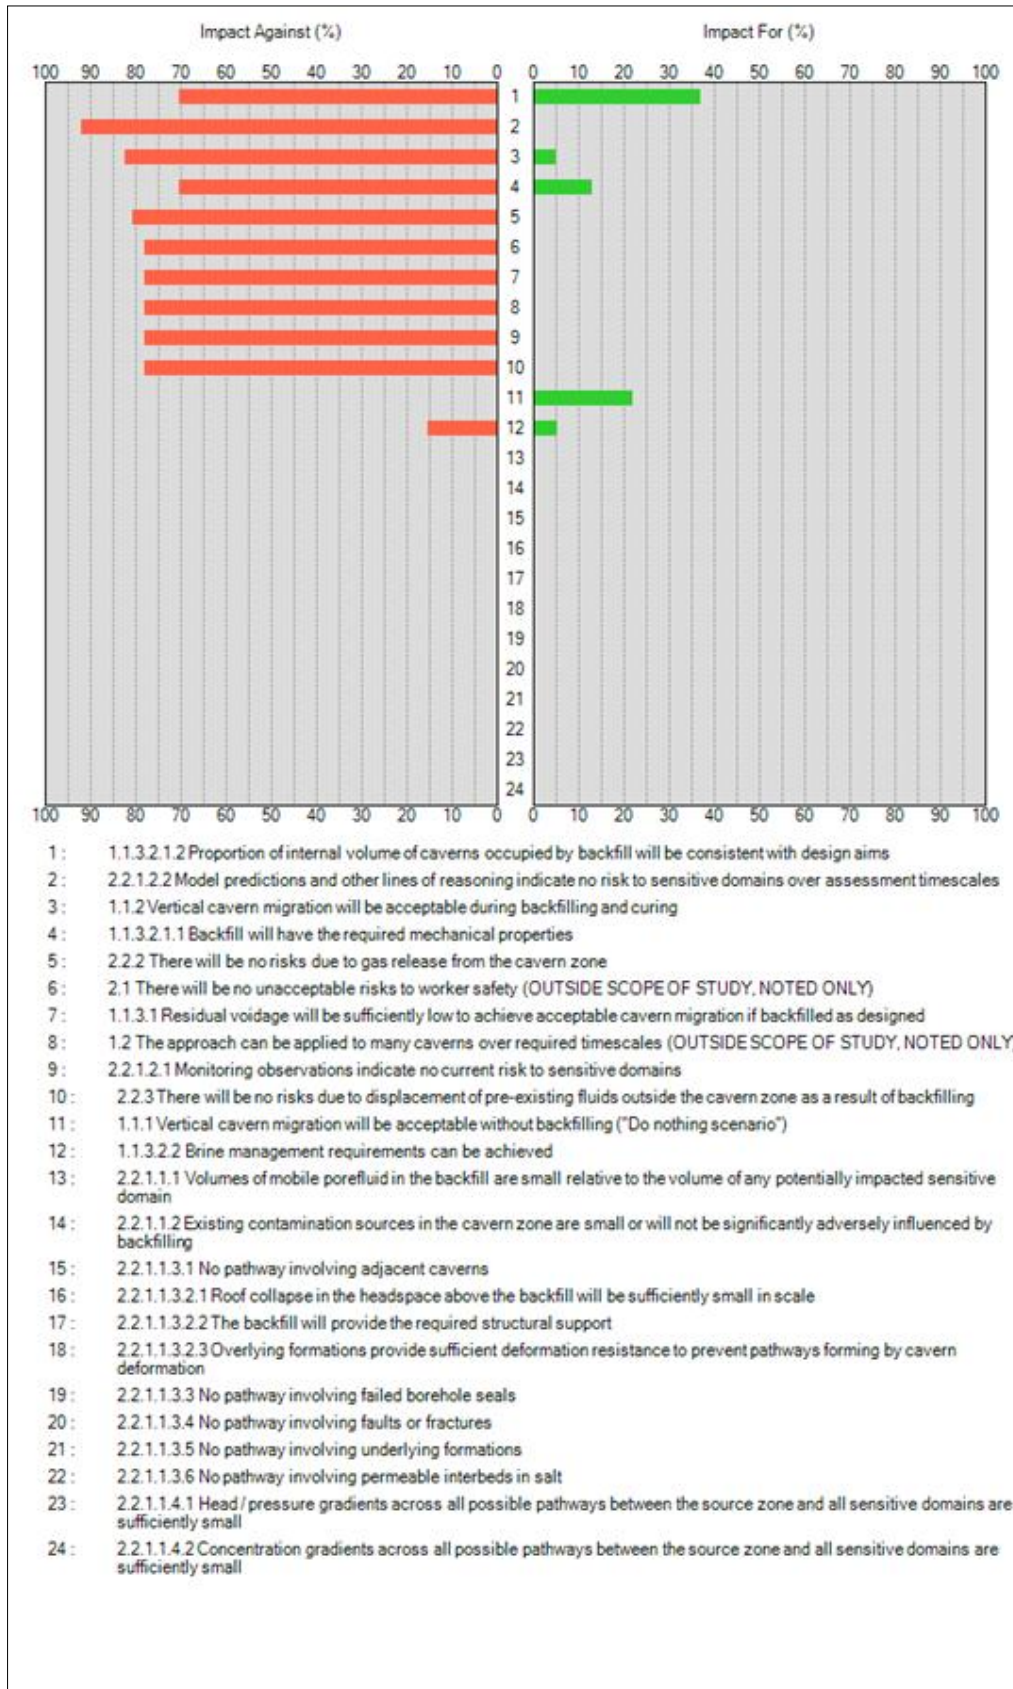 Impact Against (%) Impact For (%)
100 90 80 70 60 50 40 30 20 10 0 0 10 20 30 40 50 60 70 80 90 100
1
2
3
4
5
6
7
8
9
10
11
12
13
14
15
16
17
18
19
20
21
22
23
24
100 90 80 70 60 50 40 30 20 10 0 0 10 20 30 40 50 60 70 80 90 100
1 : 1.1.3.2.1.2 Proportion of internal volume of caverns occupied by backfill will be consistent with design aims
2 : 2.2.1.2.2 Model predictions and other lines of reasoning indicate no risk to sensitive domains over assessment timescales
3 : 1.1.2 Vertical cavern migration will be acceptable during backfilling and curing
4 : 1.1.3.2.1.1 Backfill will have the required mechanical properties
5 : 2.2.2 There will be no risks due to gas release from the cavern zone
6 : 2.1 There will be no unacceptable risks to worker safety (OUTSIDE SCOPE OF STUDY, NOTED ONLY)
7 : 1.1.3.1 Residual voidage will be sufficiently low to achieve acceptable cavern migration if backfilled as designed
8 : 1.2 The approach can be applied to many caverns over required timescales (OUTSIDE SCOPE OF STUDY, NOTED ONLY)
9 : 2.2.1.2.1 Monitoring observations indicate no current risk to sensitive domains
10 : 2.2.3 There will be no risks due to displacement of pre-existing fluids outside the cavern zone as a result of backfilling
11 : 1.1.1 Vertical cavern migration will be acceptable without backfilling ("Do nothing scenario")
12 : 1.1.3.2.2 Brine management requirements can be achieved
13 : 2.2.1.1.1 Volumes of mobile porefluid in the backfill are small relative to the volume of any potentially impacted sensitive
domain
14 : 2.2.1.1.2 Existing contamination sources in the cavern zone are small or will not be significantly adversely influenced by
backfilling
15 : 2.2.1.1.3.1 No pathway involving adjacent caverns
16 : 2.2.1.1.3.2.1 Roof collapse in the headspace above the backfill will be sufficiently small in scale
17 : 2.2.1.1.3.2.2 The backfill will provide the required structural support
18 : 2.2.1.1.3.2.3 Overlying formations provide sufficient deformation resistance to prevent pathways forming by cavern
deformation
19 : 2.2.1.1.3.3 No pathway involving failed borehole seals
20 : 2.2.1.1.3.4 No pathway involving faults or fractures
21 : 2.2.1.1.3.5 No pathway involving underlying formations
22 : 2.2.1.1.3.6 No pathway involving permeable interbeds in salt
23 : 2.2.1.1.4.1 Head / pressure gradients across all possible pathways between the source zone and all sensitive domains are
sufficiently small
24 : 2.2.1.1.4.2 Concentration gradients across all possible pathways between the source zone and all sensitive domains are
sufficiently small